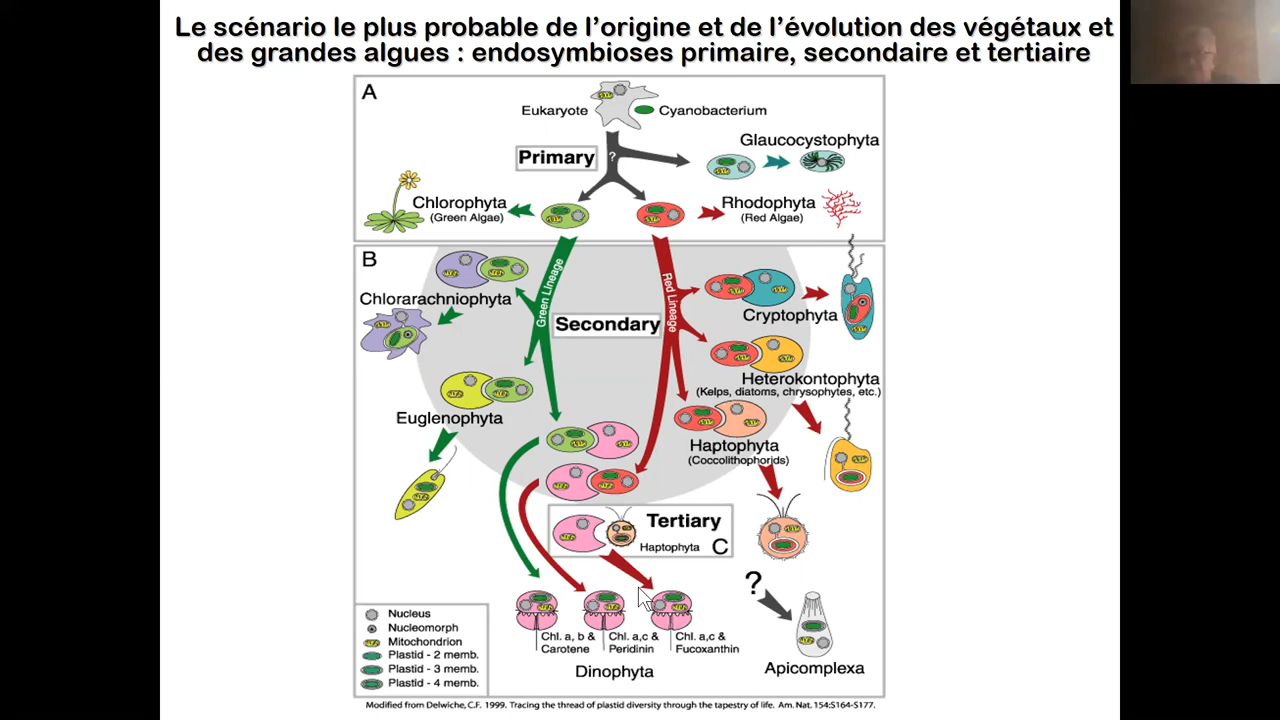 Le scénario le plus probable de l'origine et de l'évolution des végétaux et
des grandes algues : endosymbioses primaire, secondaire et tertiaire
A
Eukaryote
Cyanobacterium
Primary
?
Glaucocystophyta
Chlorophyta
(Green Algae)
Rhodophyta
(Red Algae)
B
Green Lineage
Red Lineage
Chlorarachniophyta
Secondary
Cryptophyta
Heterokontophyta
(Kelps, diatoms, chrysophytes, etc.)
Euglenophyta
Haptophyta
(Coccolithophorids)
Tertiary
Haptophyta
C
?
Nucleus
Nucleomorph
Mitochondrion
Plastid - 2 memb.
Plastid - 3 memb.
Plastid - 4 memb.
Chl. a, b &
Carotene
Chl. a,c &
Peridinin
Chl. a,c &
Fucoxanthin
Dinophyta
Apicomplexa
Modified from Delwiche, C.F. 1999. Tracing the thread of plastid diversity through the tapestry of life. Am. Nat. 154:S164-S177.